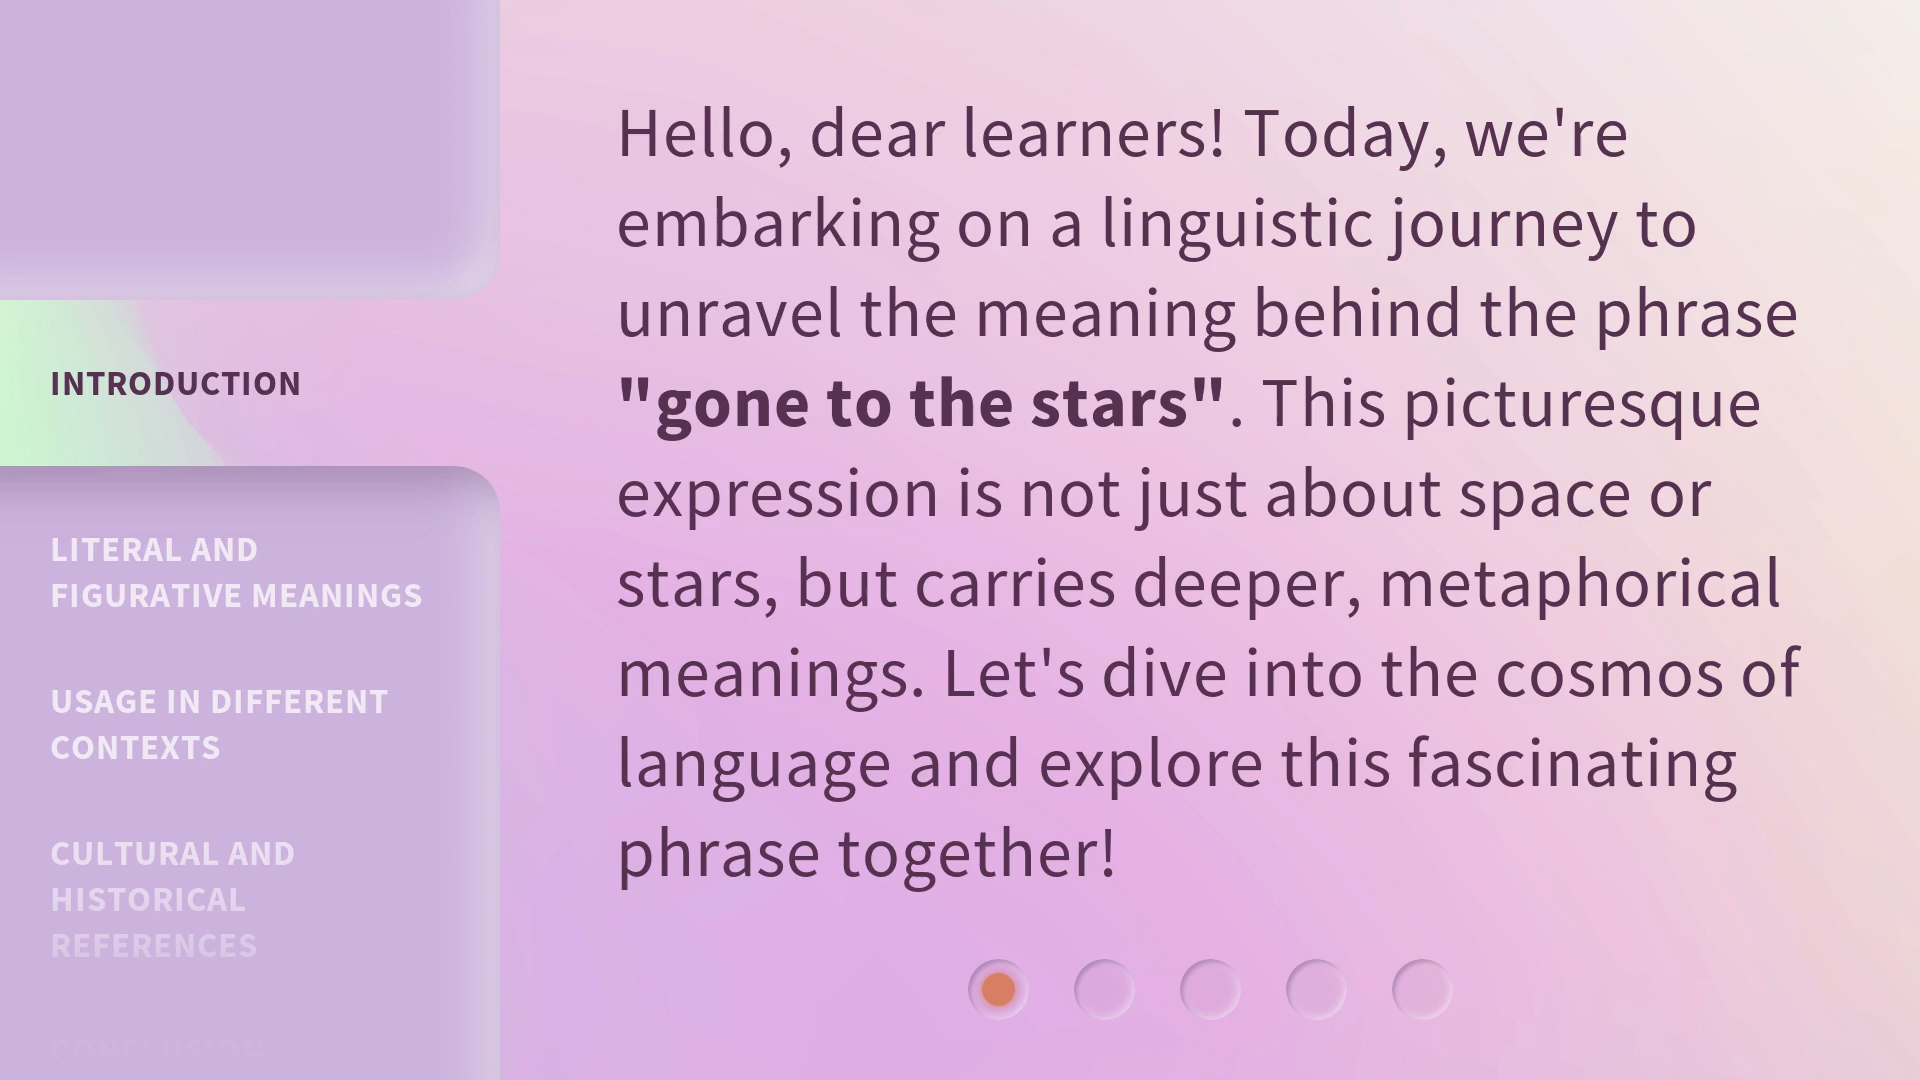 INTRODUCTION
LITERAL AND
FIGURATIVE MEANINGS
USAGE IN DIFFERENT
CONTEXTS
CULTURAL AND
HISTORICAL
REFERENCES
CONCLUSION
Hello, dear learners! Today, we're
embarking on a linguistic journey to
unravel the meaning behind the phrase
"gone to the stars". This picturesque
expression is not just about space or
stars, but carries deeper, metaphorical
meanings. Let's dive into the cosmos of
language and explore this fascinating
phrase together!